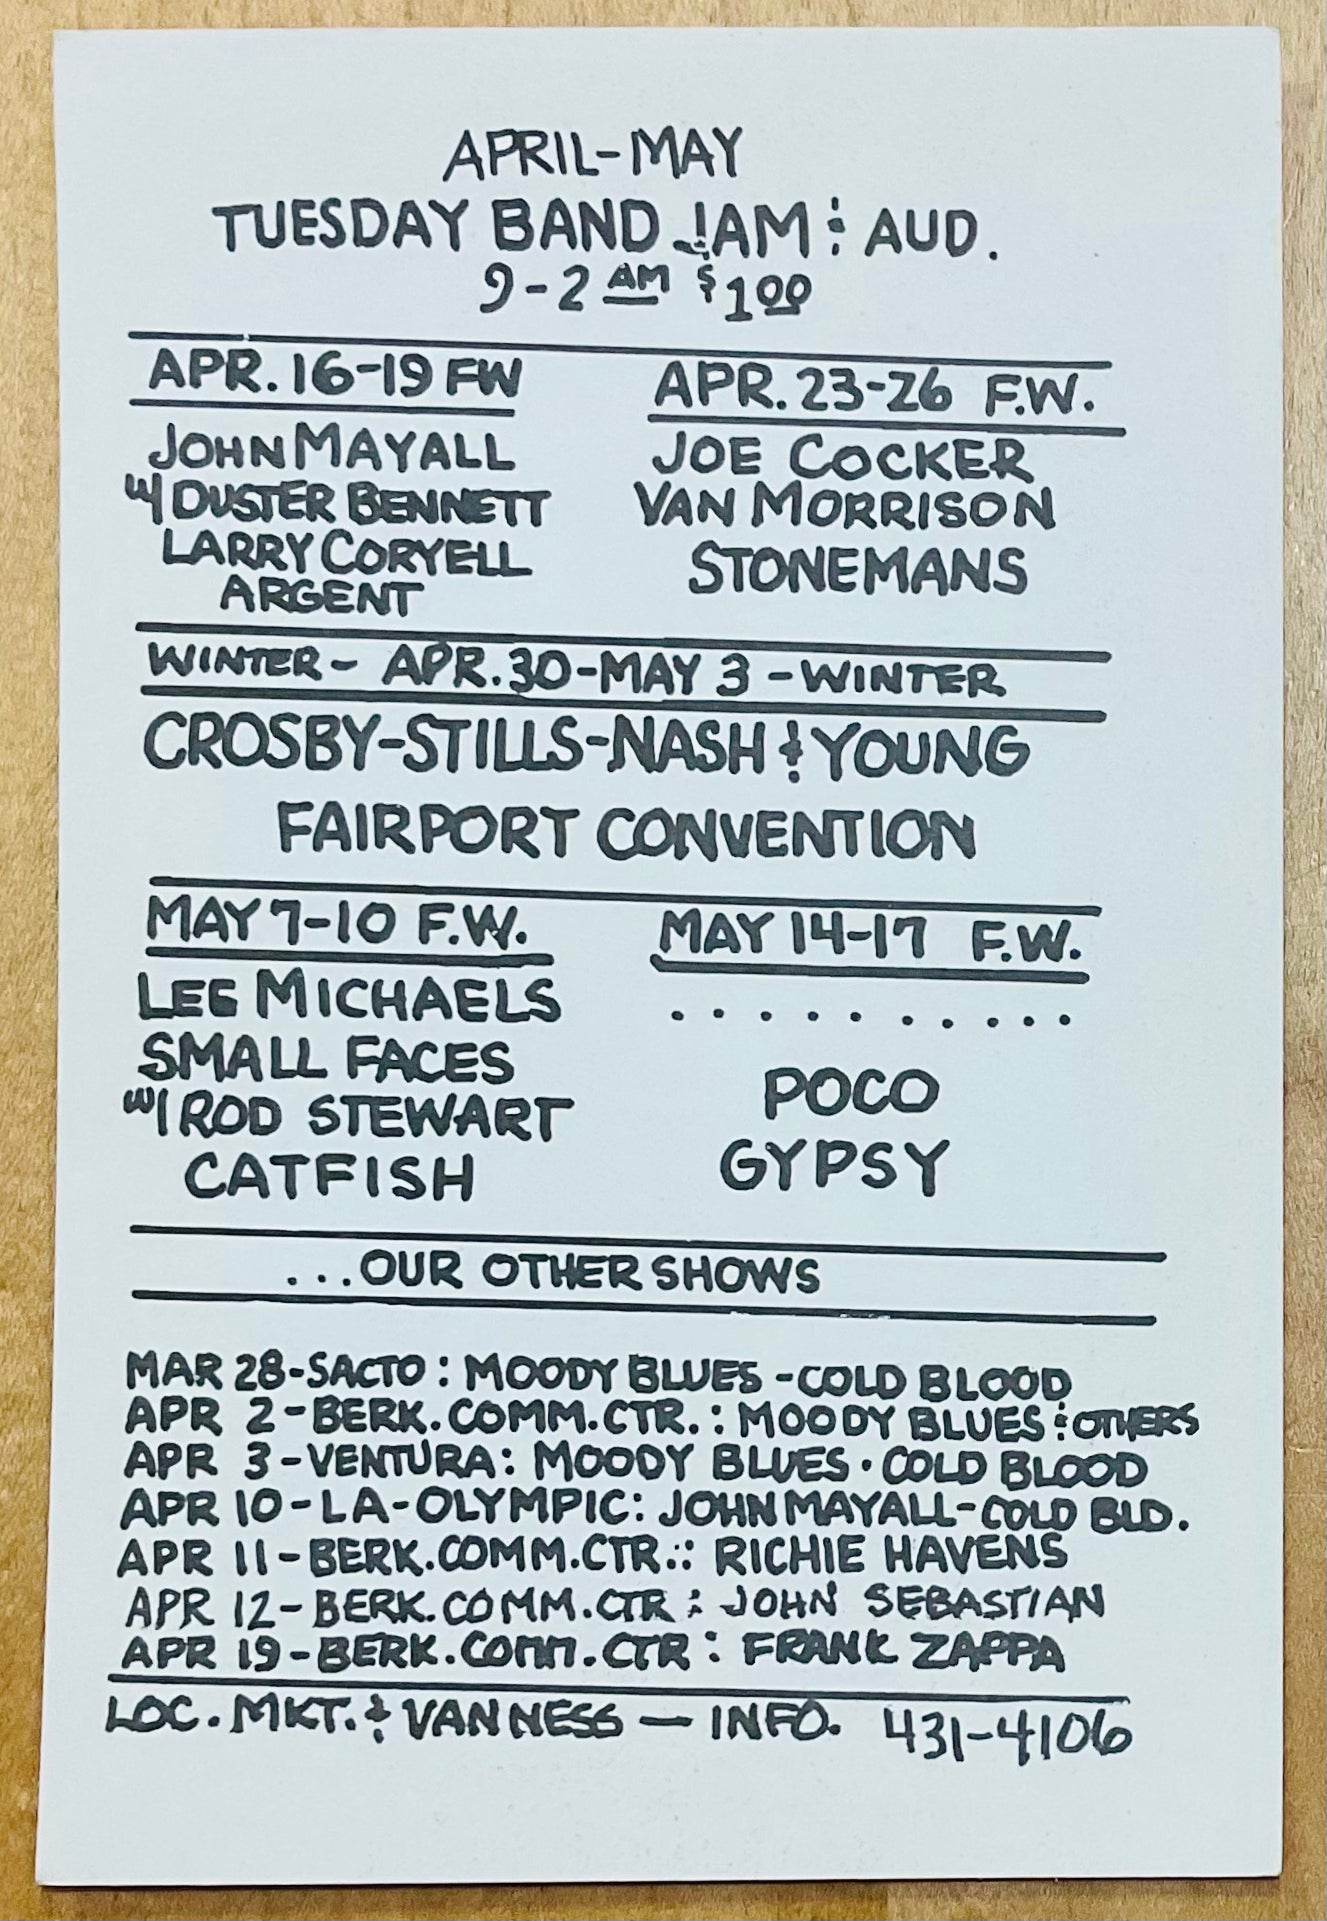 APRIL-MAY
TUESDAY BAND JAM & AUD.
9-2 AM $1.00
APR. 16-19 FW
JOHN MAYALL
W/ DUSTER BENNETT
LARRY CORYELL
ARGENT
APR. 23-26 F.W.
JOE COCKER
VAN MORRISON
STONEMANS
WINTER- APR. 30-MAY 3 -WINTER
CROSBY-STILLS-NASH & YOUNG
FAIRPORT CONVENTION
MAY 7-10 F.W.
LEE MICHAELS
SMALL FACES
W/ ROD STEWART
CATFISH
MAY 14-17 F.W.
...........
POCO
GYPSY
...OUR OTHER SHOWS
MAR 28-SACTO: MOODY BLUES -COLD BLOOD
APR 2-BERK.COMM.CTR.: MOODY BLUES & OTHERS
APR 3-VENTURA: MOODY BLUES · COLD BLOOD
APR 10-LA-OLYMPIC: JOHN MAYALL-COLD BLD.
APR 11-BERK.COMM.CTR.: RICHIE HAVENS
APR 12-BERK.COMM.CTR: JOHN SEBASTIAN
APR 19-BERK.COMM.CTR: FRANK ZAPPA
LOC. MKT. & VAN NESS — INFO. 431-4106